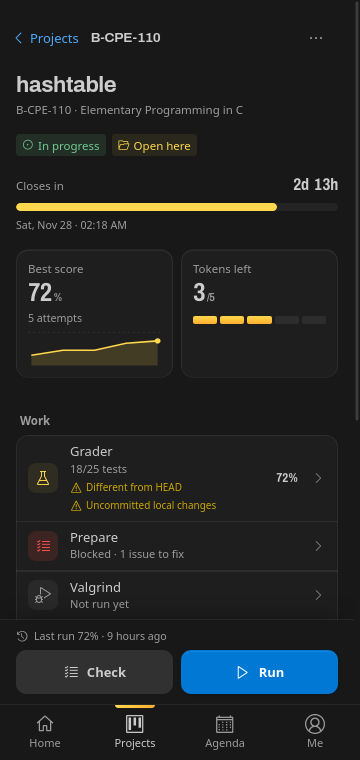 Projects B-CPE-110
hashtable
B-CPE-110 · Elementary Programming in C
In progress
Open here
Closes in 2d 13h
Sat, Nov 28 · 02:18 AM
Best score
72 %
5 attempts
Tokens left
3 /5
Work
Grader
18/25 tests
72%
Different from HEAD
Uncommitted local changes
Prepare
Blocked · 1 issue to fix
Valgrind
Not run yet
Last run 72% · 9 hours ago
Check
Run
Home
Projects
Agenda
Me